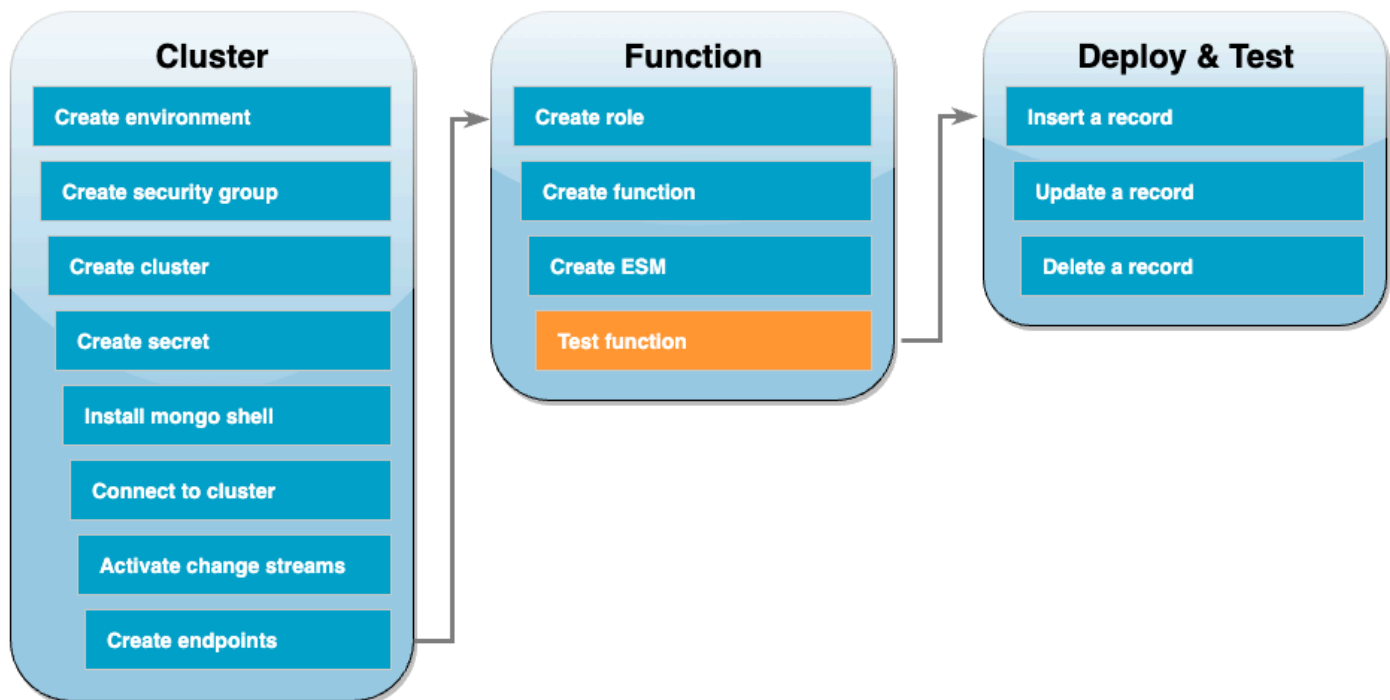 Cluster
Create environment
Create security group
Create cluster
Create secret
Install mongo shell
Connect to cluster
Activate change streams
Create endpoints
Function
Create role
Create function
Create ESM
Test function
Deploy & Test
Insert a record
Update a record
Delete a record